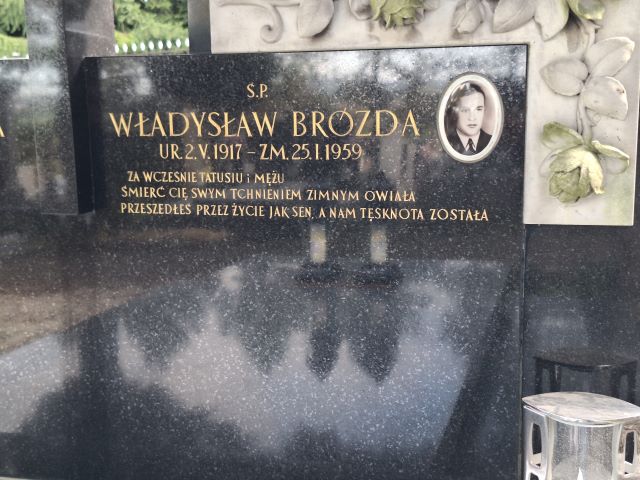 Ś.P.
WŁADYSŁAW BRÓZDA
UR. 2.V.1917 – ZM. 25.I.1959
ZA WCZEŚNIE TATUSIU I MĘŻU
ŚMIERĆ CIĘ SWYM TCHNIENIEM ZIMNYM OWIAŁA
PRZESZEDŁEŚ PRZEZ ŻYCIE JAK SEN, A NAM TĘSKNOTA ZOSTAŁA